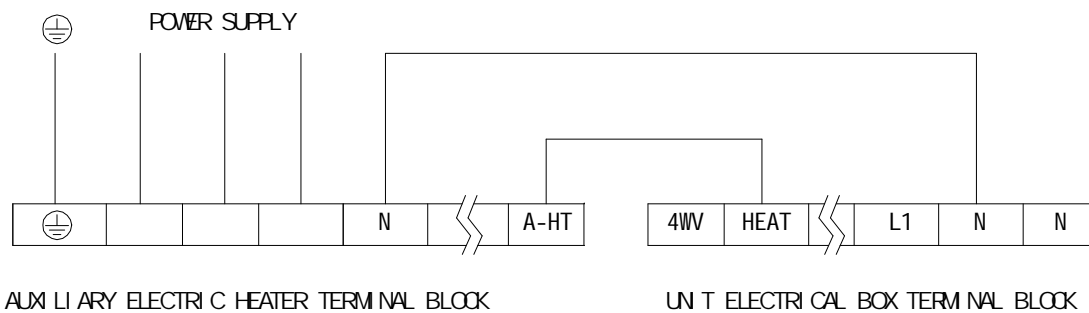 POWER SUPPLY
N A-HT 4WV HEAT L1 N N
AUXILIARY ELECTRIC HEATER TERMINAL BLOCK
UNIT ELECTRICAL BOX TERMINAL BLOCK